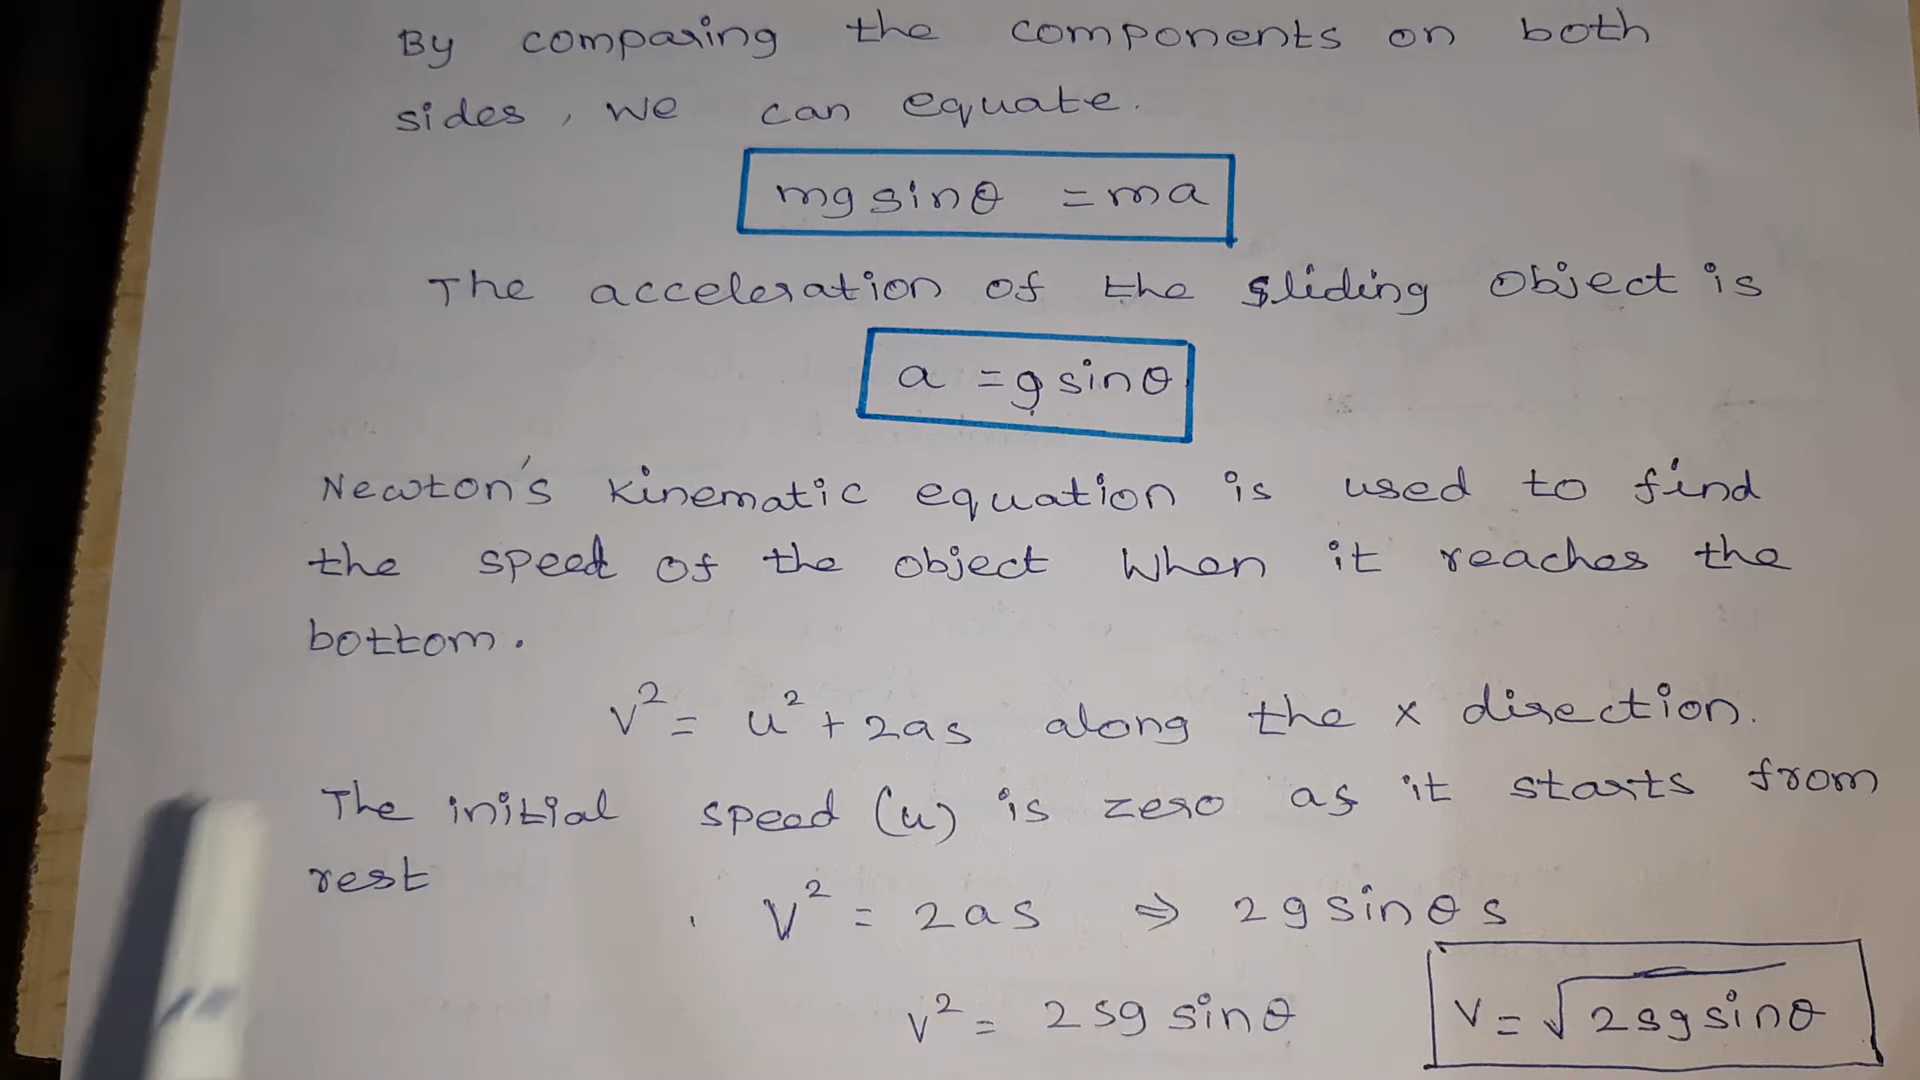 By comparing the components on both
sides, we can equate.
mg sinθ = ma
The acceleration of the sliding object is
a = g sinθ
Newton's kinematic equation is used to find
the speed of the object when it reaches the
bottom.
v² = u² + 2as along the x direction.
The initial speed (u) is zero as it starts from
rest
v² = 2as ⇒ 2g sinθ s
v² = 2sg sinθ
v = √2sg sinθ